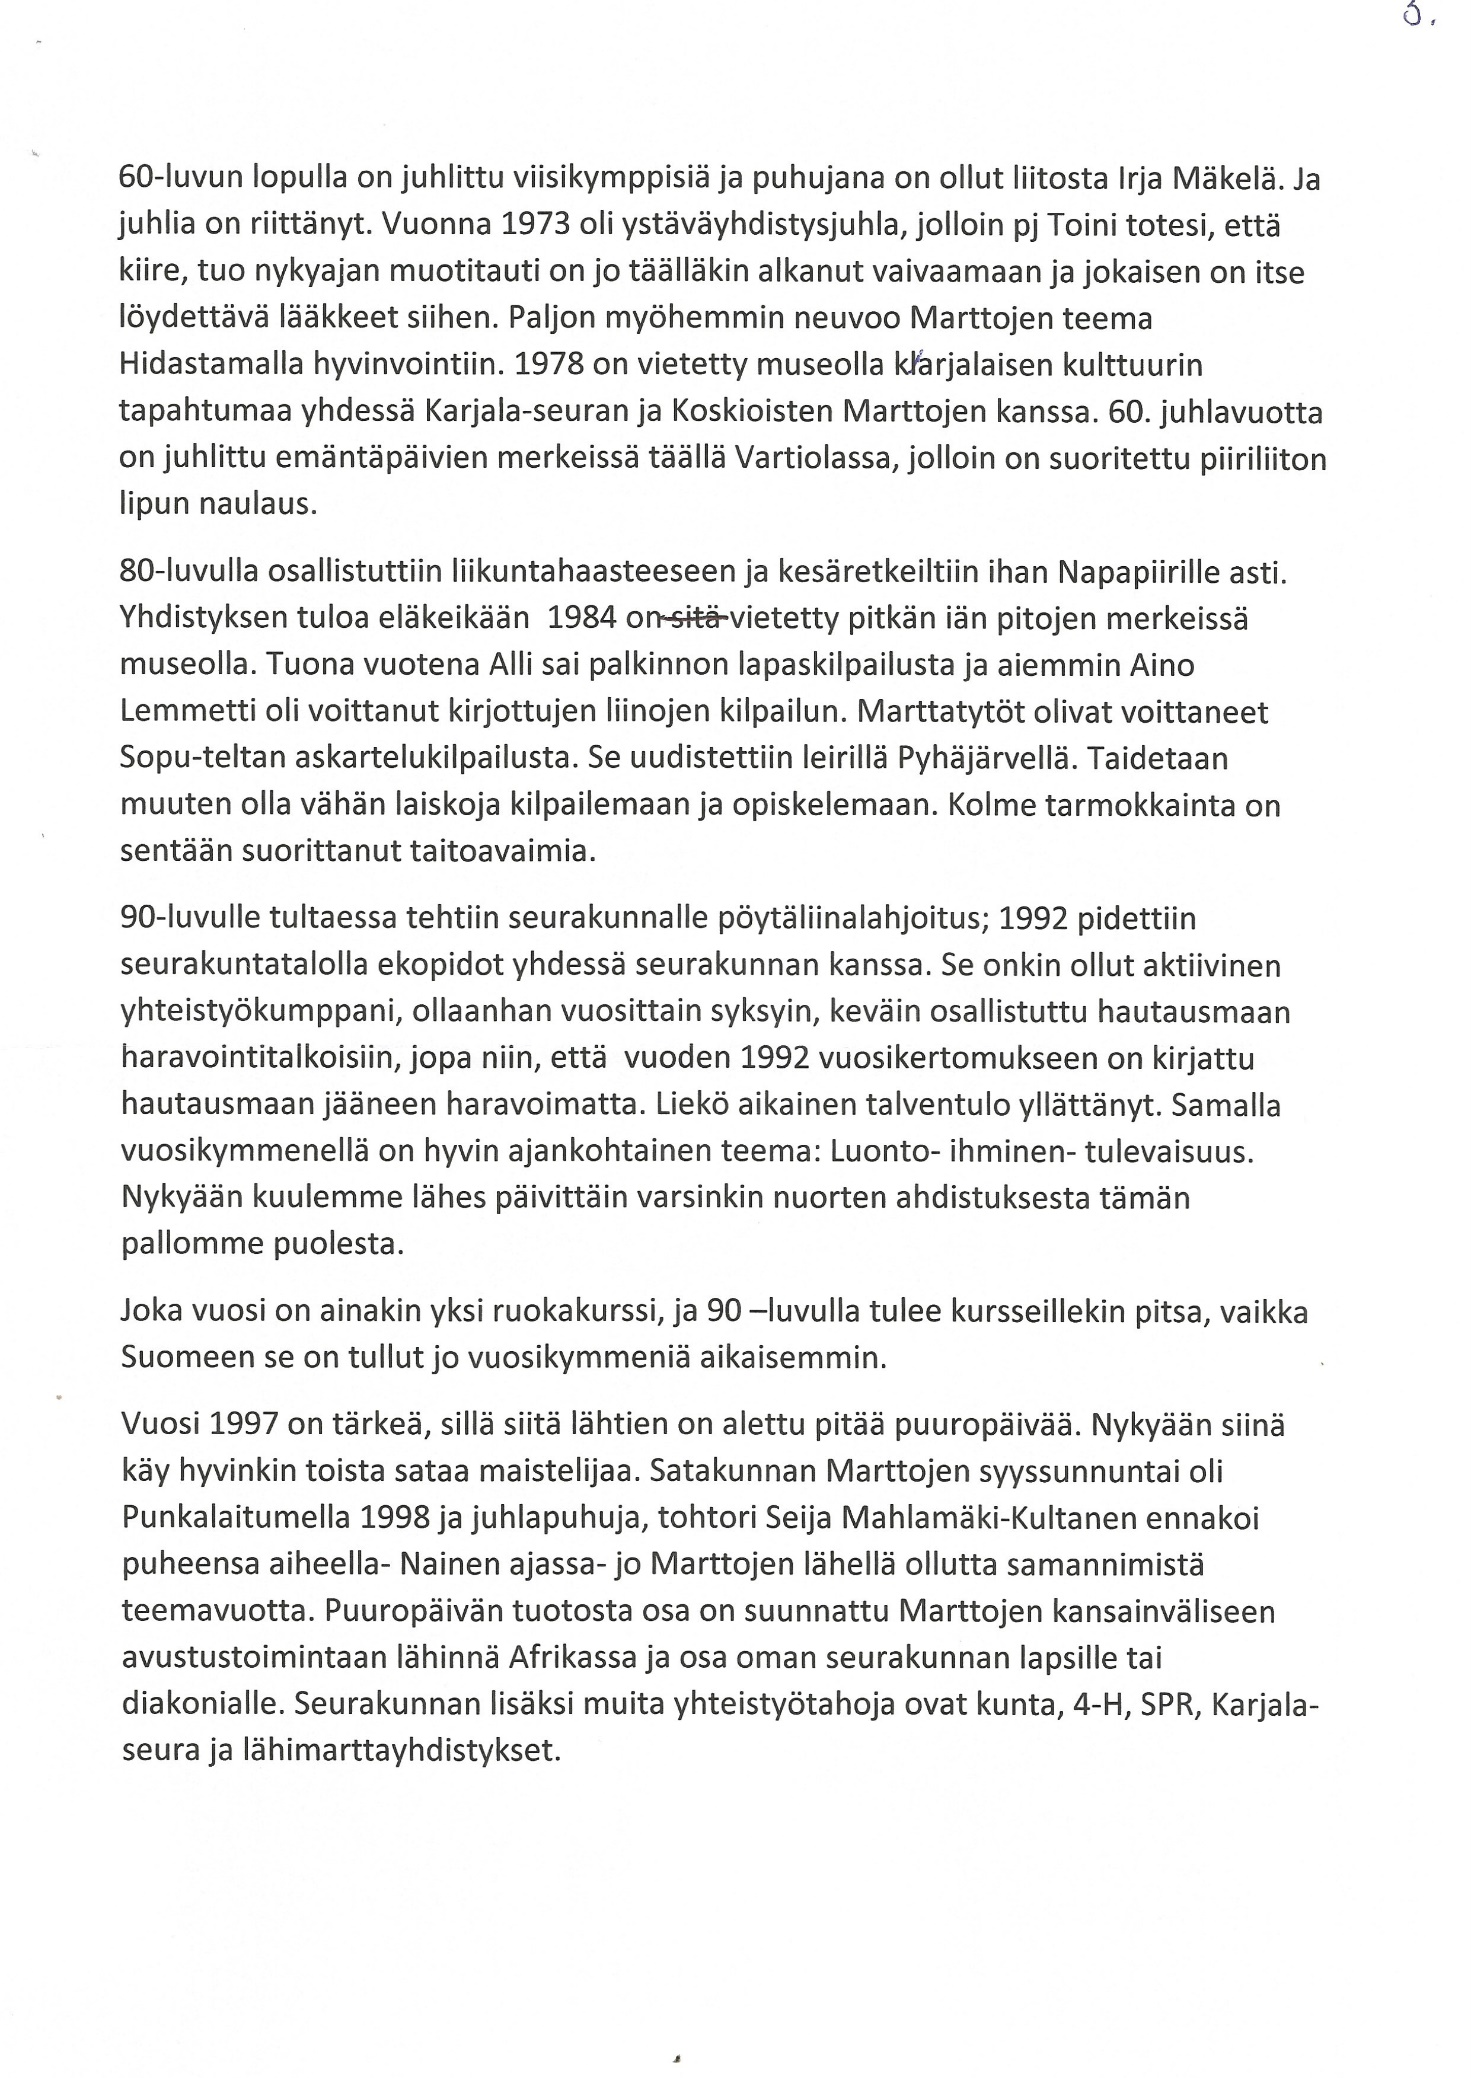 3.
60-luvun lopulla on juhlittu viisikymppisiä ja puhujana on ollut liitosta Irja Mäkelä. Ja
juhlia on riittänyt. Vuonna 1973 oli ystäväyhdistysjuhla, jolloin pj Toini totesi, että
kiire, tuo nykyajan muotitauti on jo täälläkin alkanut vaivaamaan ja jokaisen on itse
löydettävä lääkkeet siihen. Paljon myöhemmin neuvoo Marttojen teema
Hidastamalla hyvinvointiin. 1978 on vietetty museolla karjalaisen kulttuurin
tapahtumaa yhdessä Karjala-seuran ja Koskioisten Marttojen kanssa. 60. juhlavuotta
on juhlittu emäntäpäivien merkeissä täällä Vartiolassa, jolloin on suoritettu piiriliiton
lipun naulaus.
80-luvulla osallistuttiin liikuntahaasteeseen ja kesäretkeiltiin ihan Napapiirille asti.
Yhdistyksen tuloa eläkeikään  1984 on sitä vietetty pitkän iän pitojen merkeissä
museolla. Tuona vuotena Alli sai palkinnon lapaskilpailusta ja aiemmin Aino
Lemmetti oli voittanut kirjottujen liinojen kilpailun. Marttatytöt olivat voittaneet
Sopu-teltan askartelukilpailusta. Se uudistettiin leirillä Pyhäjärvellä. Taidetaan
muuten olla vähän laiskoja kilpailemaan ja opiskelemaan. Kolme tarmokkainta on
sentään suorittanut taitoavaimia.
90-luvulle tultaessa tehtiin seurakunnalle pöytäliinalahjoitus; 1992 pidettiin
seurakuntatalolla ekopidot yhdessä seurakunnan kanssa. Se onkin ollut aktiivinen
yhteistyökumppani, ollaanhan vuosittain syksyin, keväin osallistuttu hautausmaan
haravointitalkoisiin, jopa niin, että  vuoden 1992 vuosikertomukseen on kirjattu
hautausmaan jääneen haravoimatta. Liekö aikainen talventulo yllättänyt. Samalla
vuosikymmenellä on hyvin ajankohtainen teema: Luonto- ihminen- tulevaisuus.
Nykyään kuulemme lähes päivittäin varsinkin nuorten ahdistuksesta tämän
pallomme puolesta.
Joka vuosi on ainakin yksi ruokakurssi, ja 90 –luvulla tulee kursseillekin pitsa, vaikka
Suomeen se on tullut jo vuosikymmeniä aikaisemmin.
Vuosi 1997 on tärkeä, sillä siitä lähtien on alettu pitää puuropäivää. Nykyään siinä
käy hyvinkin toista sataa maistelijaa. Satakunnan Marttojen syyssunnuntai oli
Punkalaitumella 1998 ja juhlapuhuja, tohtori Seija Mahlamäki-Kultanen ennakoi
puheensa aiheella- Nainen ajassa- jo Marttojen lähellä ollutta samannimistä
teemavuotta. Puuropäivän tuotosta osa on suunnattu Marttojen kansainväliseen
avustustoimintaan lähinnä Afrikassa ja osa oman seurakunnan lapsille tai
diakonialle. Seurakunnan lisäksi muita yhteistyötahoja ovat kunta, 4-H, SPR, Karjala-
seura ja lähimarttayhdistykset.